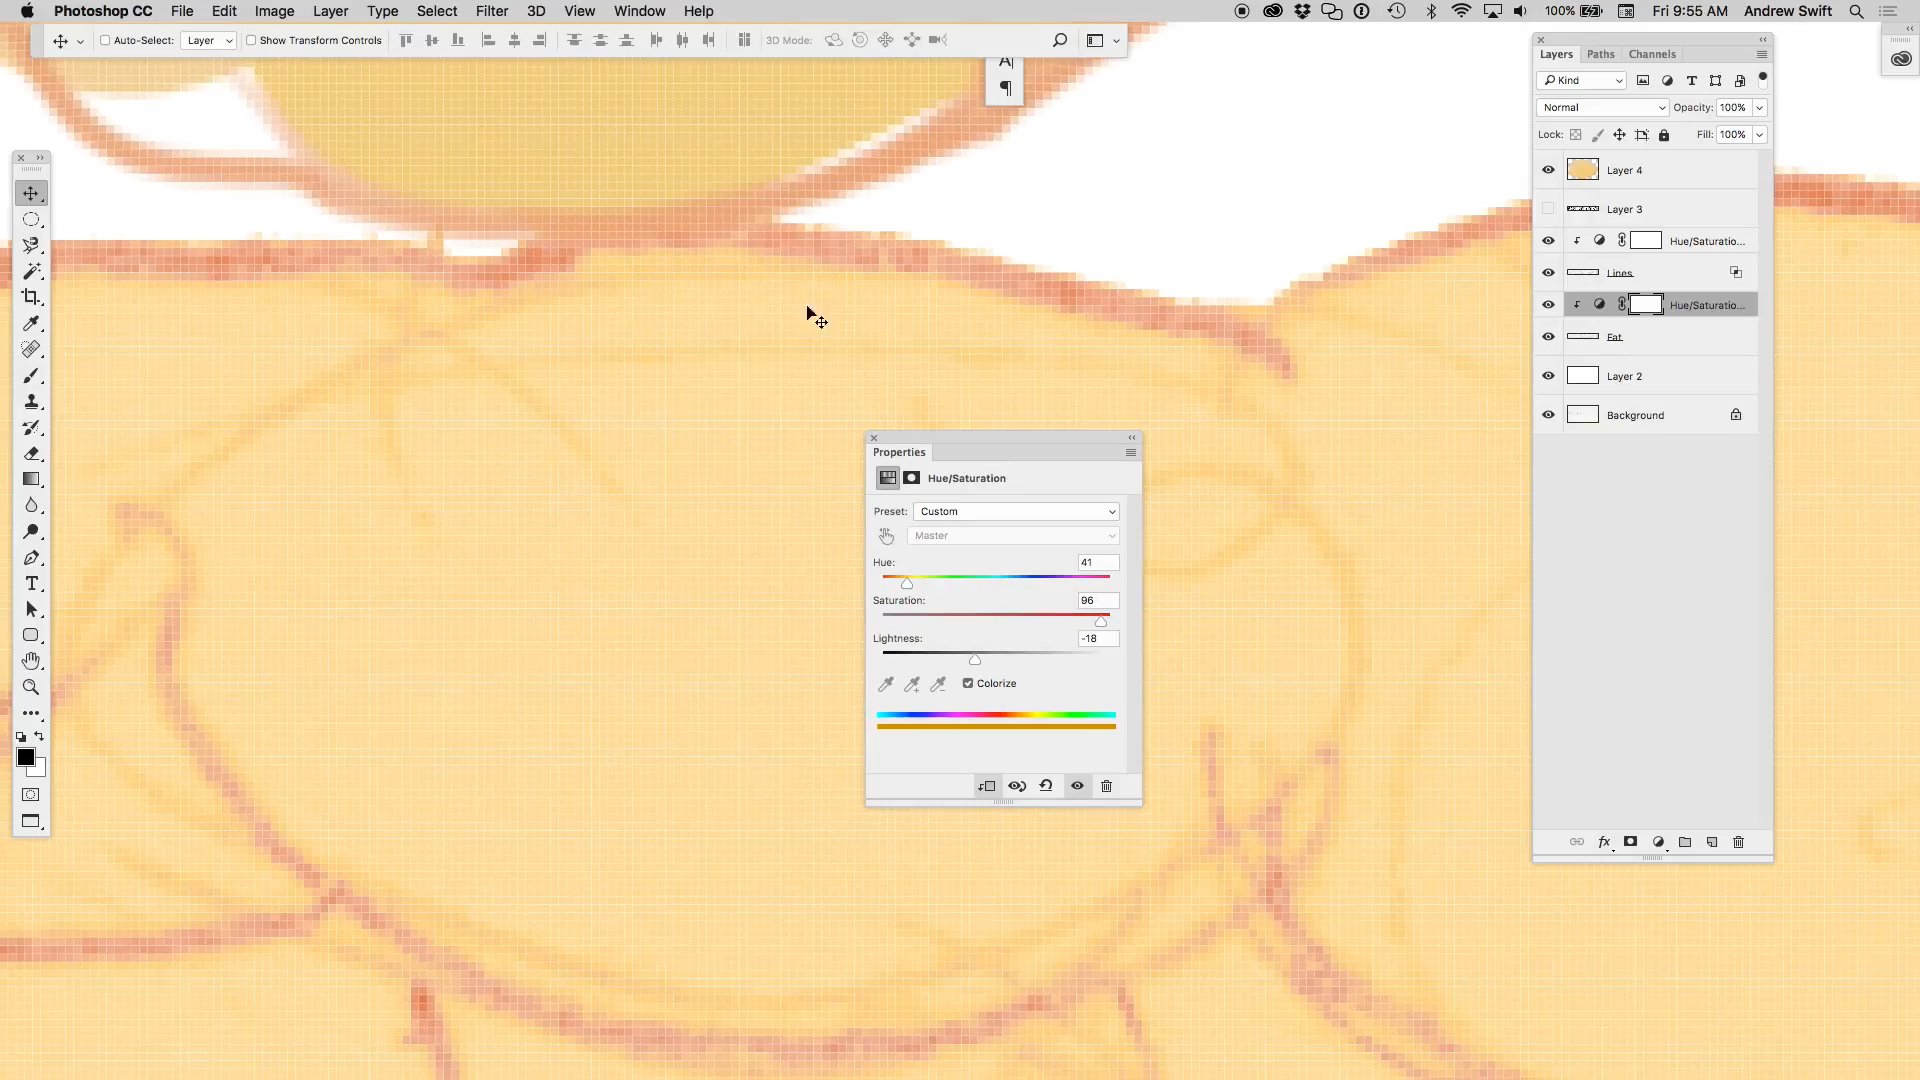 Photoshop CC File Edit Image Layer Type Select Filter 3D View Window Help 100% Fri 9:55 AM Andrew Swift
Auto-Select: Layer Show Transform Controls 3D Mode:
A
¶
Layers Paths Channels
Kind
Normal Opacity: 100%
Lock: Fill: 100%
Layer 4
Layer 3
Hue/Saturatio...
Lines
Hue/Saturatio...
Fat
Layer 2
Background
fx
T
Properties
Hue/Saturation
Preset: Custom
Master
Hue: 41
Saturation: 96
Lightness: -18
Colorize